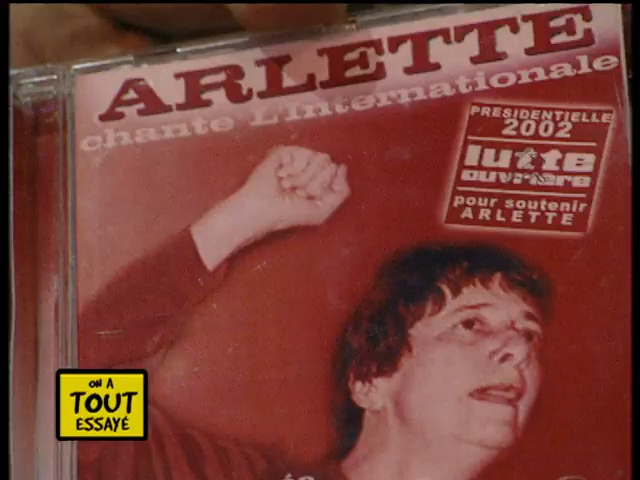 ARLETTE
chante L'Internationale
PRESIDENTIELLE
2002
lutte
ouvrière
pour soutenir
ARLETTE
ON A
TOUT
ESSAYÉ